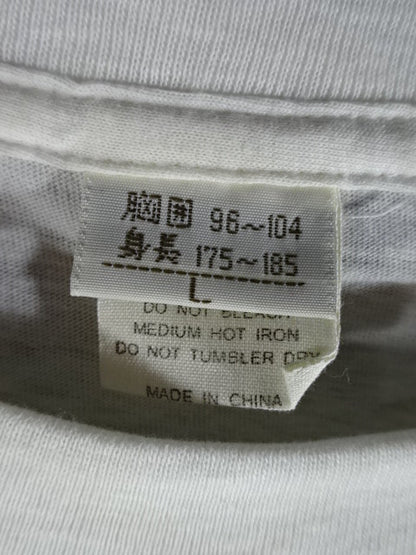 胸囲 96～104
身長 175～185
L
DO NOT BLEACH
MEDIUM HOT IRON
DO NOT TUMBLER DRY
MADE IN CHINA